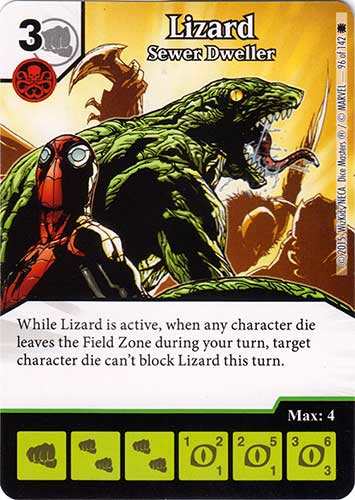 3
Lizard
Sewer Dweller
96 of 142
©2015 WizKids/NECA Dice Masters ® / © MARVEL
While Lizard is active, when any character die
leaves the Field Zone during your turn, target
character die can't block Lizard this turn.
Max: 4
1 2 1
2 5 1
3 6 3